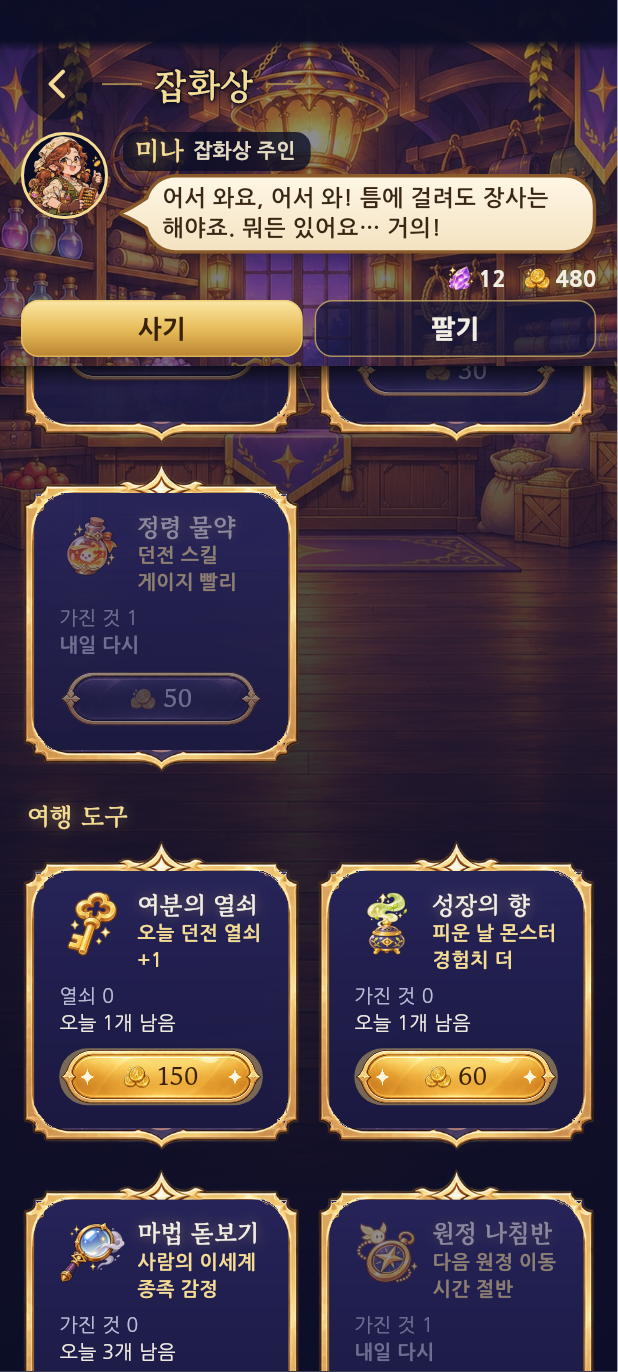 잡화상
미나 잡화상 주인
어서 와요, 어서 와! 틈에 걸려도 장사는
해야죠. 뭐든 있어요… 거의!
12 480
사기 팔기
30
정령 물약
던전 스킬
게이지 빨리
가진 것 1
내일 다시
50
여행 도구
여분의 열쇠
오늘 던전 열쇠
+1
열쇠 0
오늘 1개 남음
150
성장의 향
피운 날 몬스터
경험치 더
가진 것 0
오늘 1개 남음
60
마법 돋보기
사람의 이세계
종족 감정
가진 것 0
오늘 3개 남음
원정 나침반
다음 원정 이동
시간 절반
가진 것 1
내일 다시